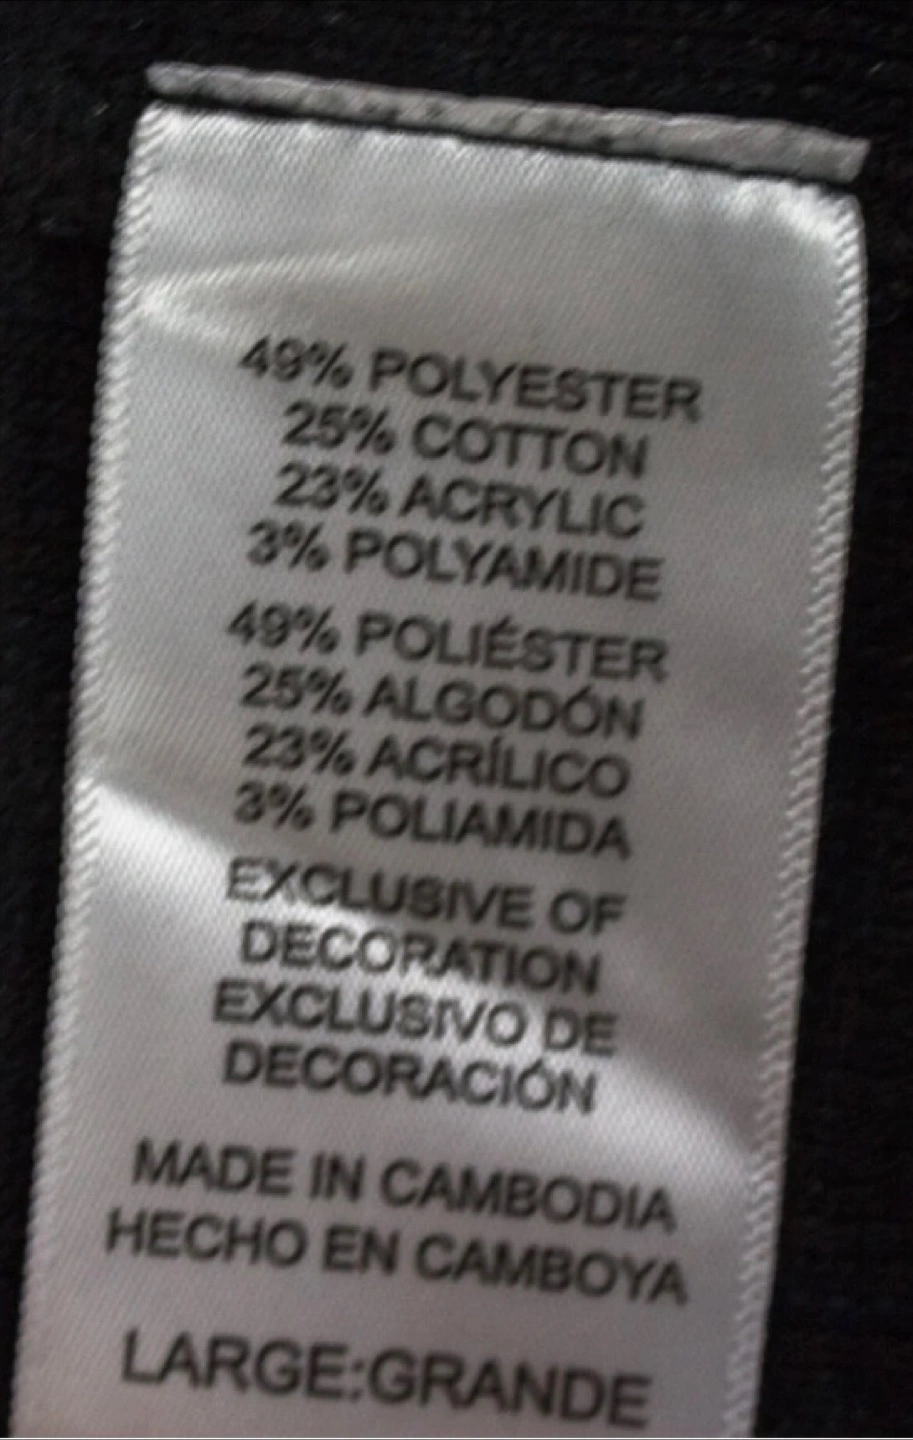 49% POLYESTER
25% COTTON
23% ACRYLIC
3% POLYAMIDE
49% POLIÉSTER
25% ALGODÓN
23% ACRÍLICO
3% POLIAMIDA
EXCLUSIVE OF
DECORATION
EXCLUSIVO DE
DECORACIÓN
MADE IN CAMBODIA
HECHO EN CAMBOYA
LARGE:GRANDE